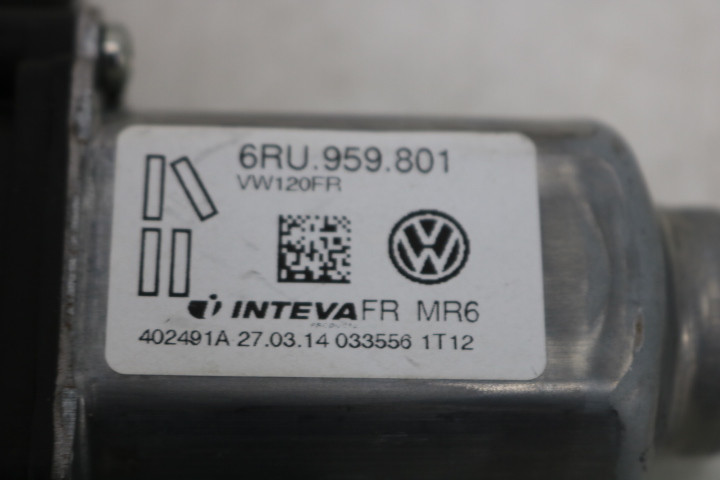 6RU.959.801
VW120FR
INTEVA FR MR6
402491A 27.03.14 033556 1T12